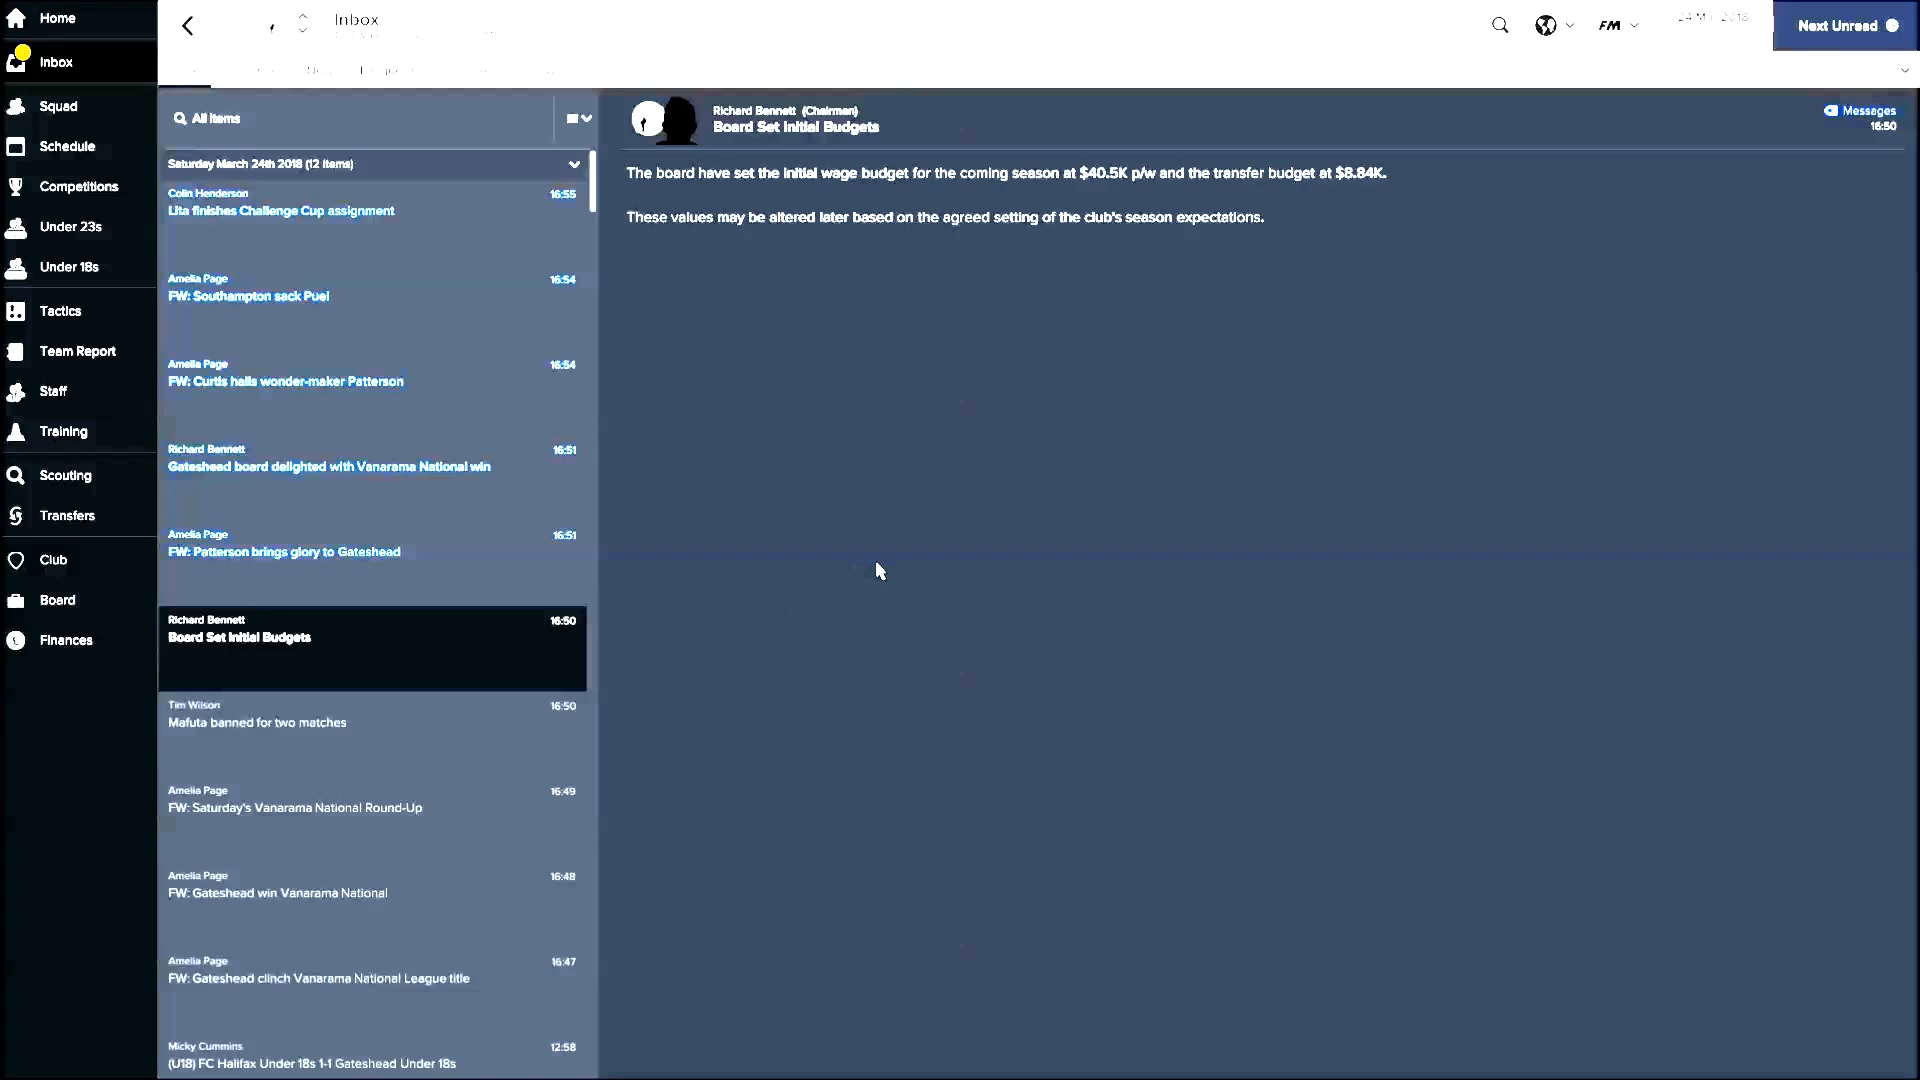 Home
Inbox
Squad
Schedule
Competitions
Under 23s
Under 18s
Tactics
Team Report
Staff
Training
Scouting
Transfers
Club
Board
Finances
Inbox
FM
Next Unread
All Items
Saturday March 24th 2018 (12 Items)
Colin Henderson 16:55
Lita finishes Challenge Cup assignment
Amelia Page 16:54
FW: Southampton sack Puel
Amelia Page 16:54
FW: Curtis hails wonder-maker Patterson
Richard Bennett 16:51
Gateshead board delighted with Vanarama National win
Amelia Page 16:51
FW: Patterson brings glory to Gateshead
Richard Bennett 16:50
Board Set Initial Budgets
Tim Wilson 16:50
Mafuta banned for two matches
Amelia Page 16:49
FW: Saturday's Vanarama National Round-Up
Amelia Page 16:48
FW: Gateshead win Vanarama National
Amelia Page 16:47
FW: Gateshead clinch Vanarama National League title
Micky Cummins 12:58
(U18) FC Halifax Under 18s 1-1 Gateshead Under 18s
Richard Bennett (Chairman)
Board Set Initial Budgets
Messages
16:50
The board have set the initial wage budget for the coming season at $40.5K p/w and the transfer budget at $8.84K.
These values may be altered later based on the agreed setting of the club's season expectations.